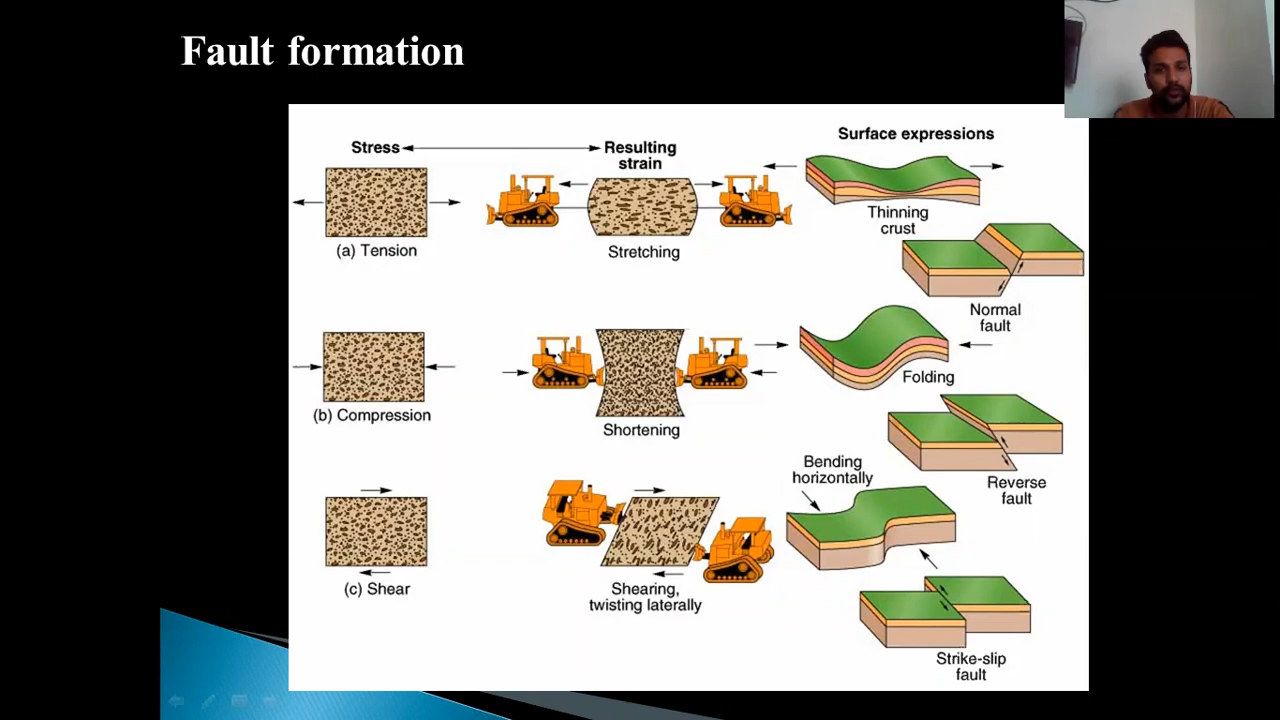 Fault formation
Stress
Resulting
strain
Surface expressions
(a) Tension
Stretching
Thinning
crust
Normal
fault
(b) Compression
Shortening
Folding
Reverse
fault
(c) Shear
Shearing,
twisting laterally
Bending
horizontally
Strike-slip
fault